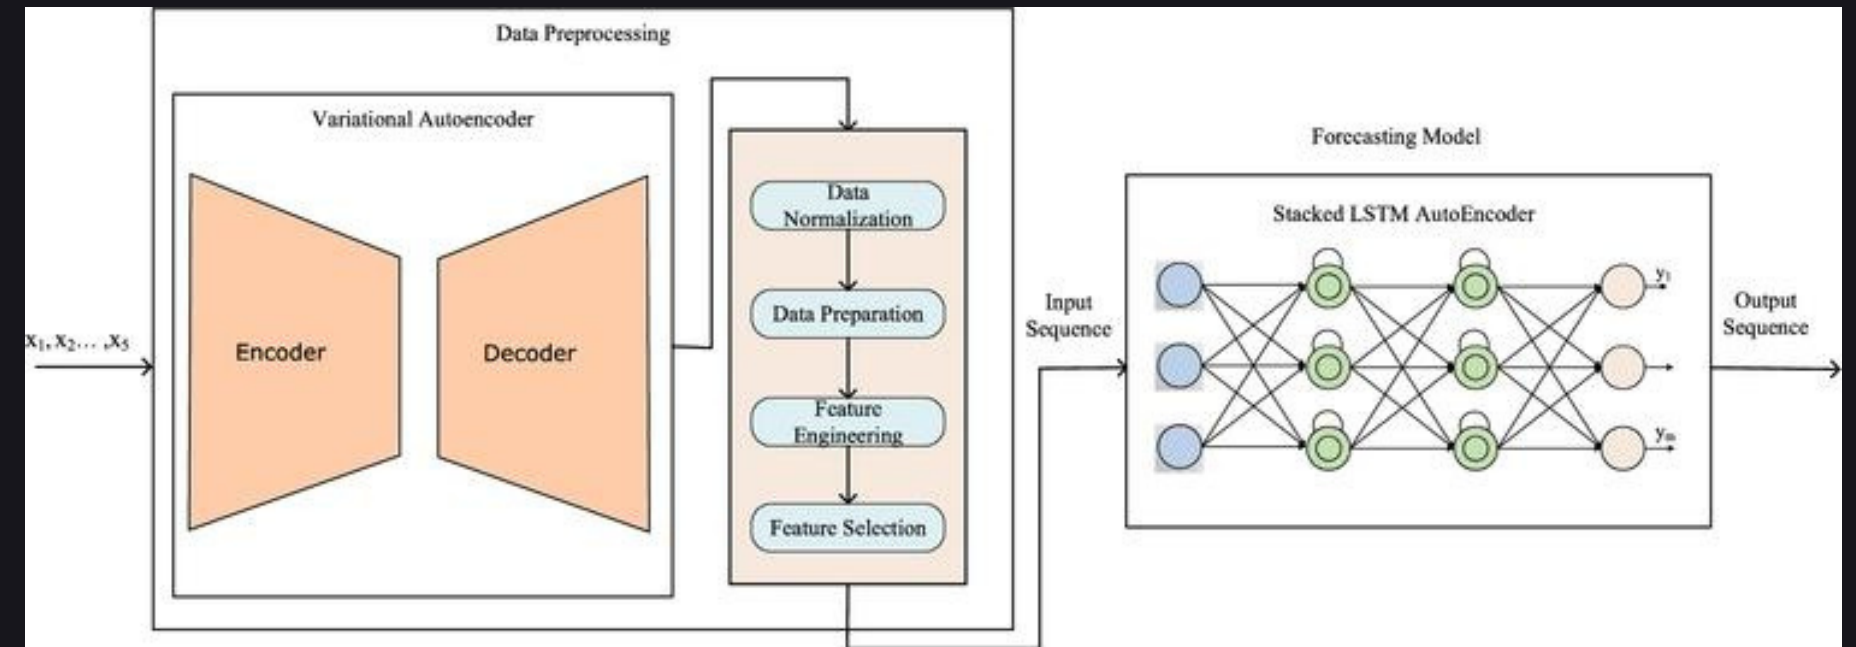 Data Preprocessing
Variational Autoencoder
Encoder
Decoder
x₁, x₂... ,x₅
Data
Normalization
Data Preparation
Feature
Engineering
Feature Selection
Input
Sequence
Forecasting Model
Stacked LSTM AutoEncoder
y₁
yₘ
Output
Sequence